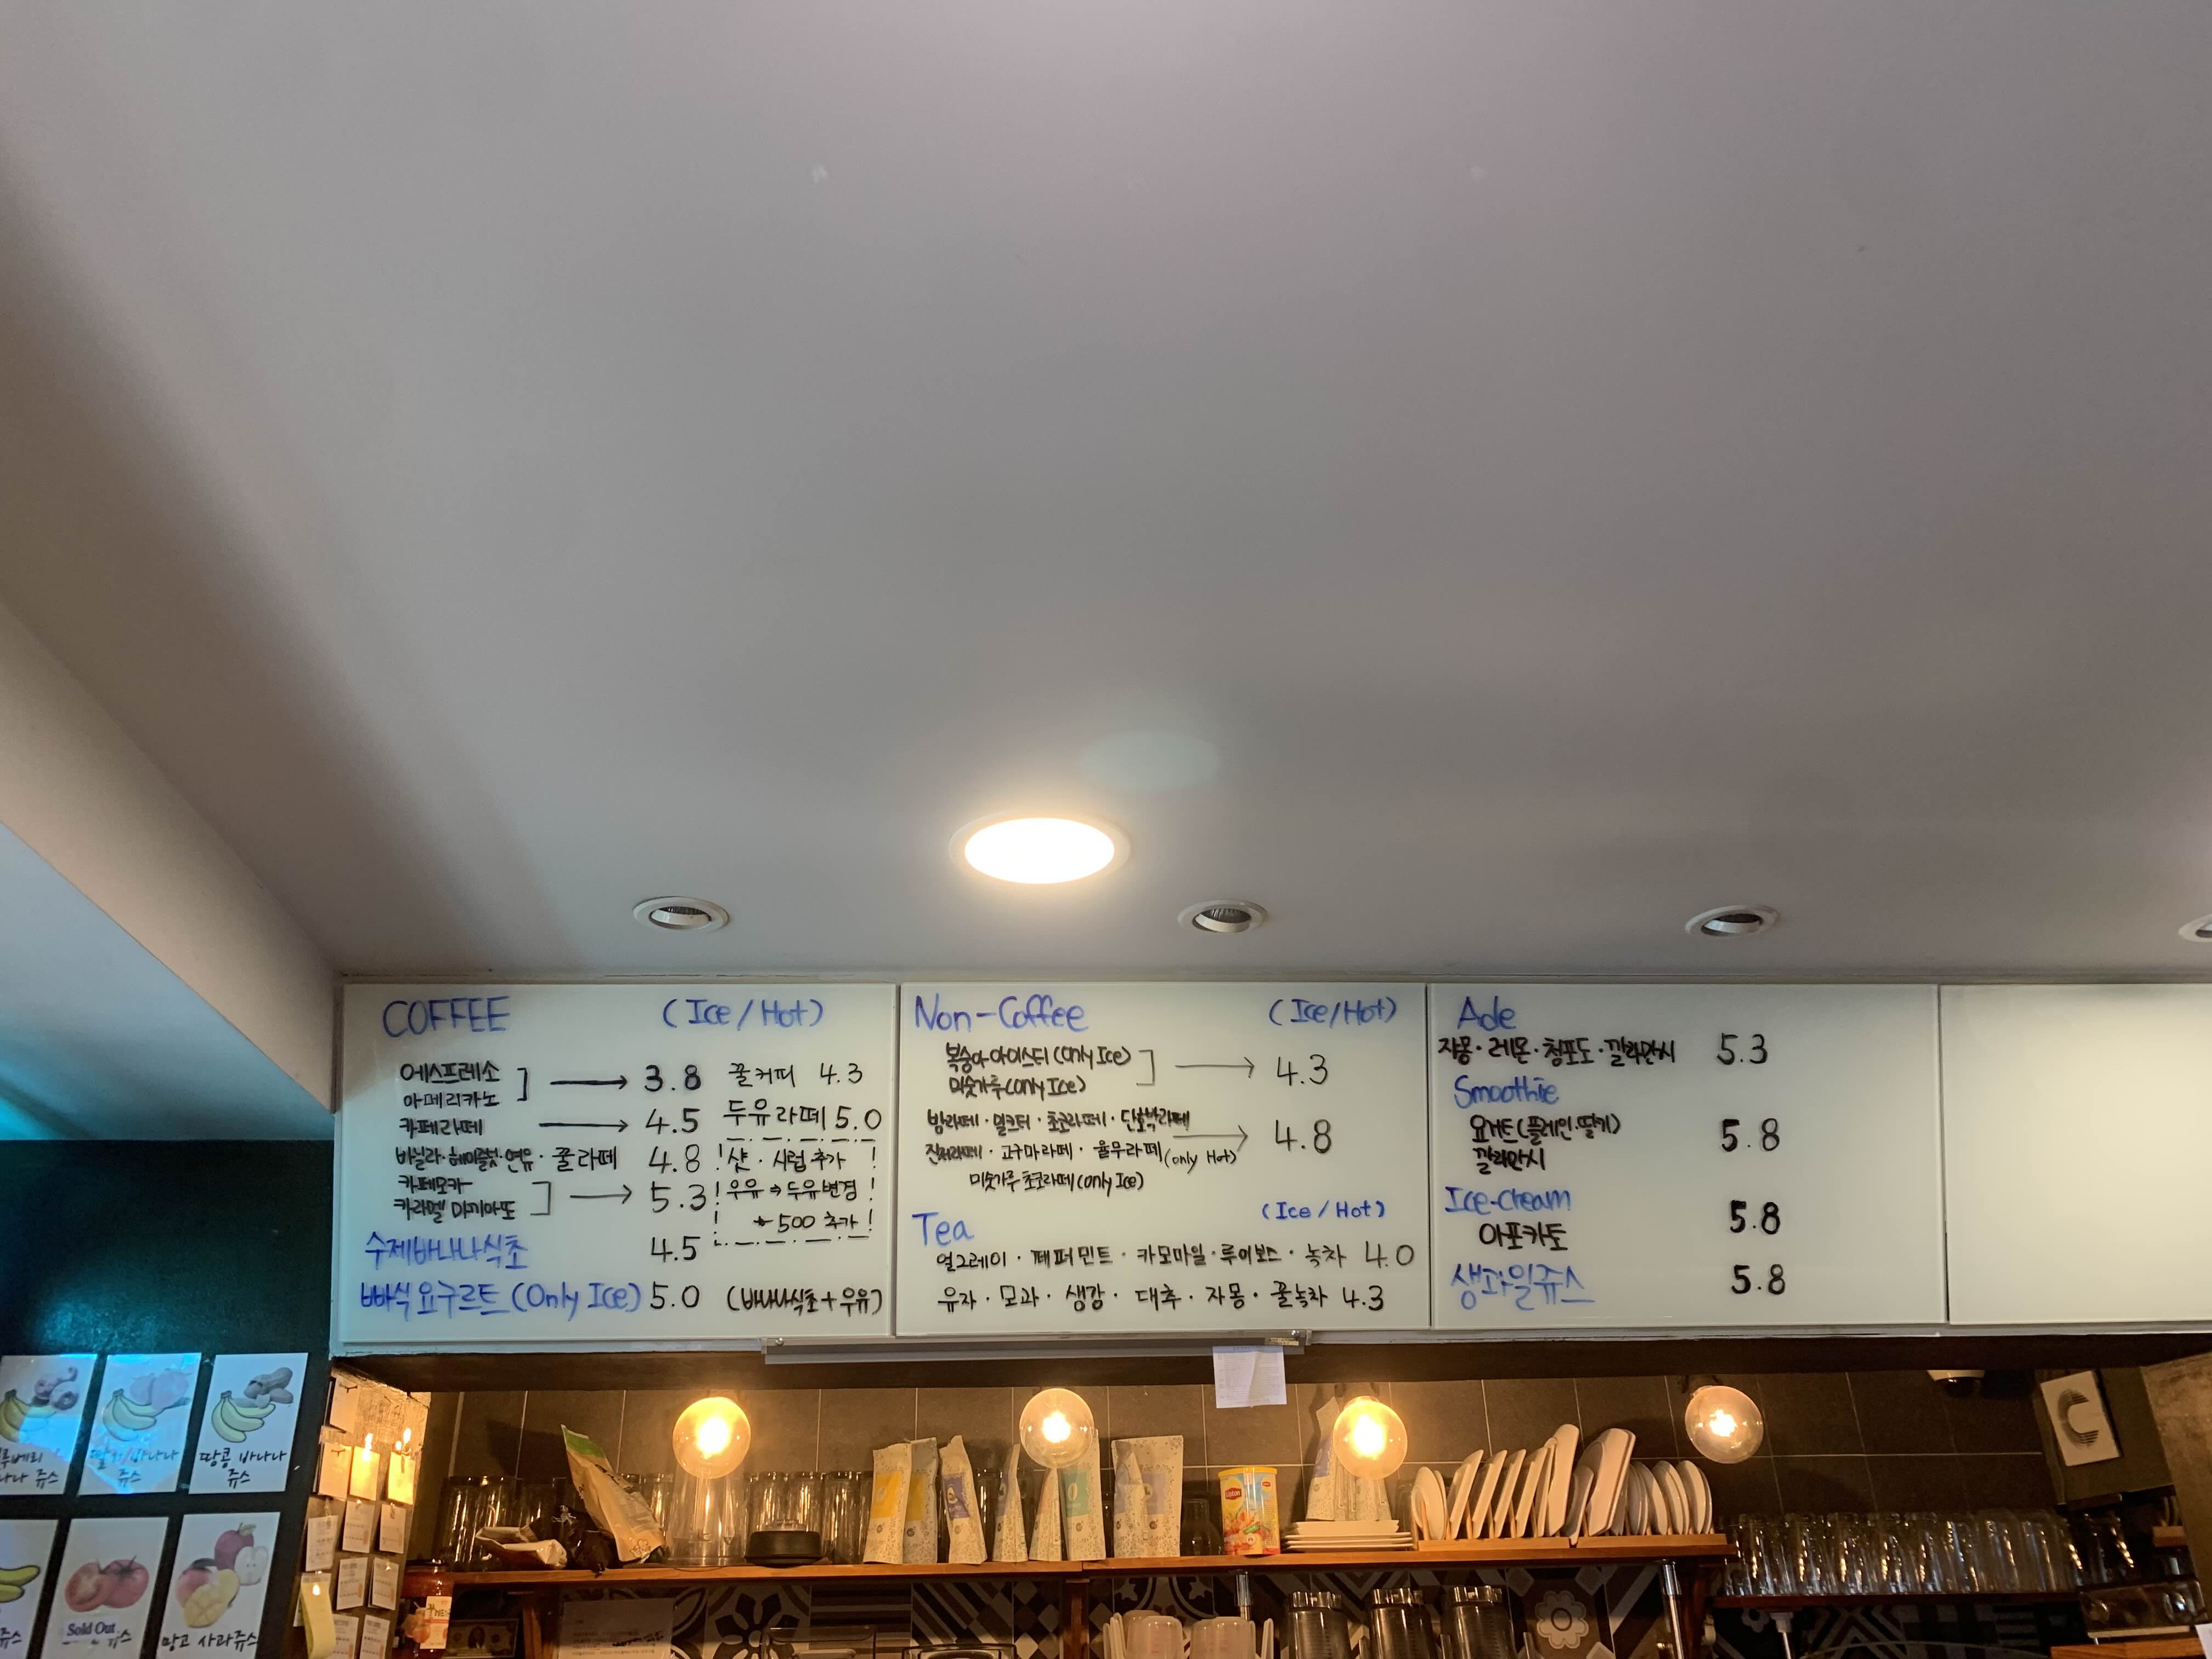 COFFEE (Ice/Hot)
에스프레소
아메리카노 3.8
카페라떼 4.5
바닐라·헤이즐넛·연유·꿀라떼 4.8
카페모카
카라멜 마끼아또 5.3
꿀커피 4.3
두유라떼 5.0
샷·시럽 추가
우유→두유변경
+500 추가
수제바나나식초 4.5
빠식요구르트 (Only Ice) 5.0 (바나나식초+우유)
Non-Coffee (Ice/Hot)
복숭아 아이스티 (Only Ice)
미숫가루 (only Ice) 4.3
밤라떼·밀크티·초코라떼·단호박라떼
고구마라떼·율무라떼 (only Hot) 4.8
미숫가루 초코라떼 (only Ice)
Tea (Ice/Hot)
얼그레이·페퍼민트·카모마일·루이보스·녹차 4.0
유자·모과·생강·대추·자몽·꿀녹차 4.3
Ade
자몽·레몬·청포도·깔라만시 5.3
Smoothie
요거트(플레인·딸기)
깔라만시 5.8
Ice-cream
아포카토 5.8
생과일쥬스 5.8
딸기/바나나
쥬스
땅콩 바나나
쥬스
Sold Out
망고 사과쥬스
Lipton
C